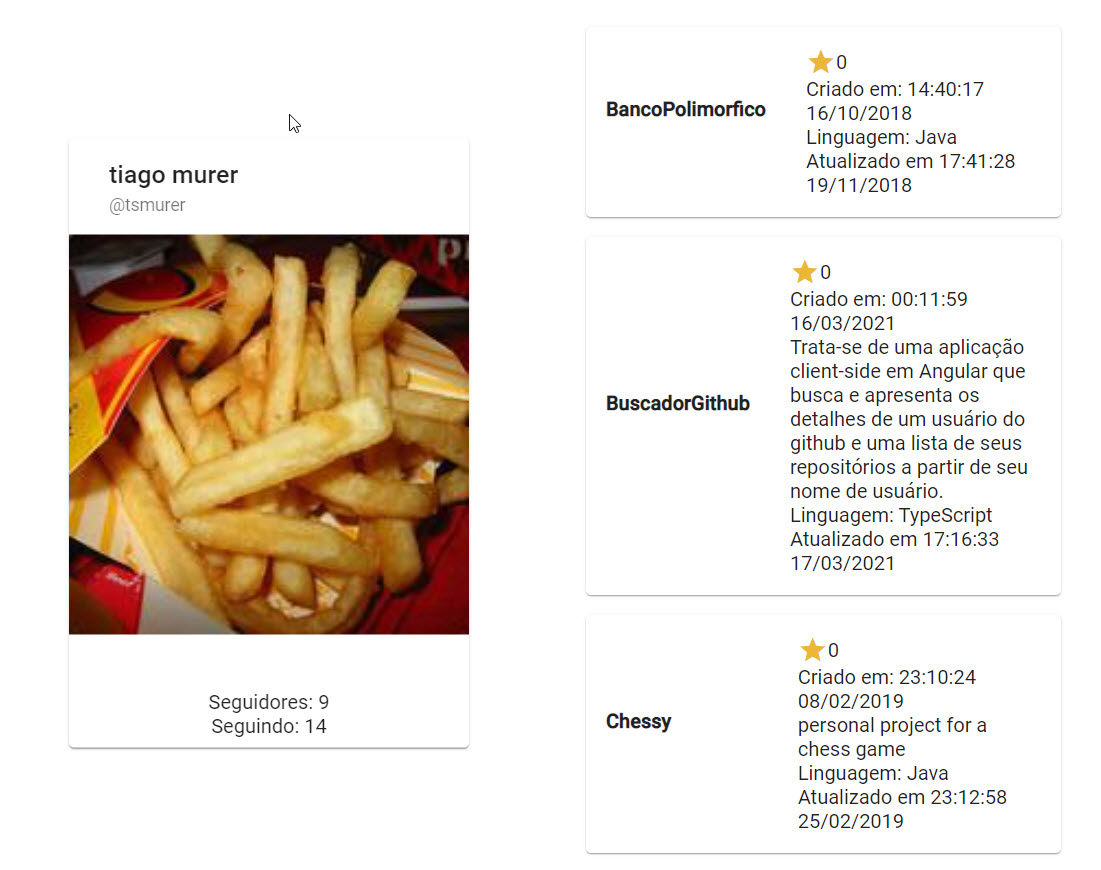 tiago murer
@tsmurer
Seguidores: 9
Seguindo: 14
BancoPolimorfico
0
Criado em: 14:40:17
16/10/2018
Linguagem: Java
Atualizado em 17:41:28
19/11/2018
BuscadorGithub
0
Criado em: 00:11:59
16/03/2021
Trata-se de uma aplicação
client-side em Angular que
busca e apresenta os
detalhes de um usuário do
github e uma lista de seus
repositórios a partir de seu
nome de usuário.
Linguagem: TypeScript
Atualizado em 17:16:33
17/03/2021
Chessy
0
Criado em: 23:10:24
08/02/2019
personal project for a
chess game
Linguagem: Java
Atualizado em 23:12:58
25/02/2019